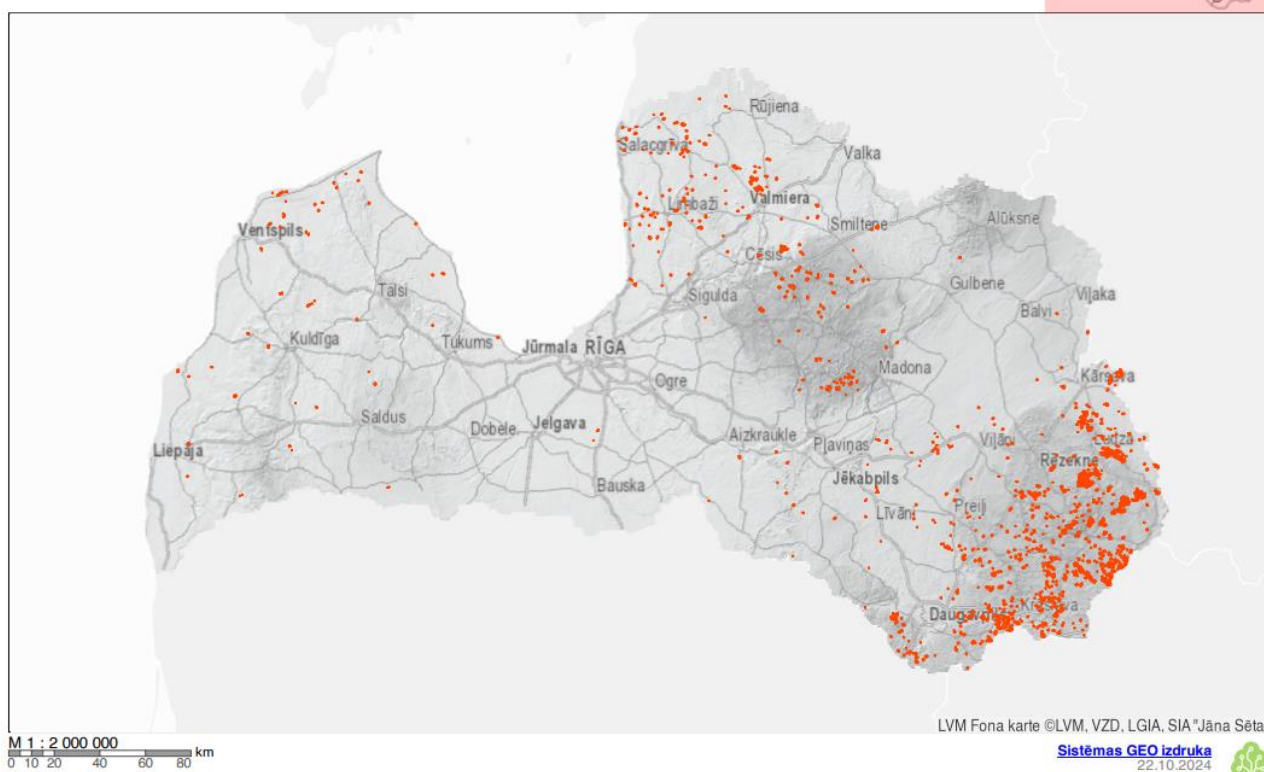 Rūjiena
Salacgrīva
Valka
Limbaži
Valmiera
Alūksne
Smiltene
Ventspils
Cēsis
Gulbene
Talsi
Sigulda
Viļaka
Balvi
Kuldīga
Tukums
Jūrmala
RĪGA
Madona
Kārsava
Ogre
Saldus
Dobele
Jelgava
Aizkraukle
Pļaviņas
Viļāni
Ludza
Liepāja
Rēzekne
Jēkabpils
Bauska
Preiļi
Līvāni
Krāslava
Daugavpils
LVM Fona karte ©LVM, VZD, LGIA, SIA "Jāņa Sēta
M 1 : 2 000 000
km
0 10 20 40 60 80
Sistēmas GEO izdruka
22.10.2024